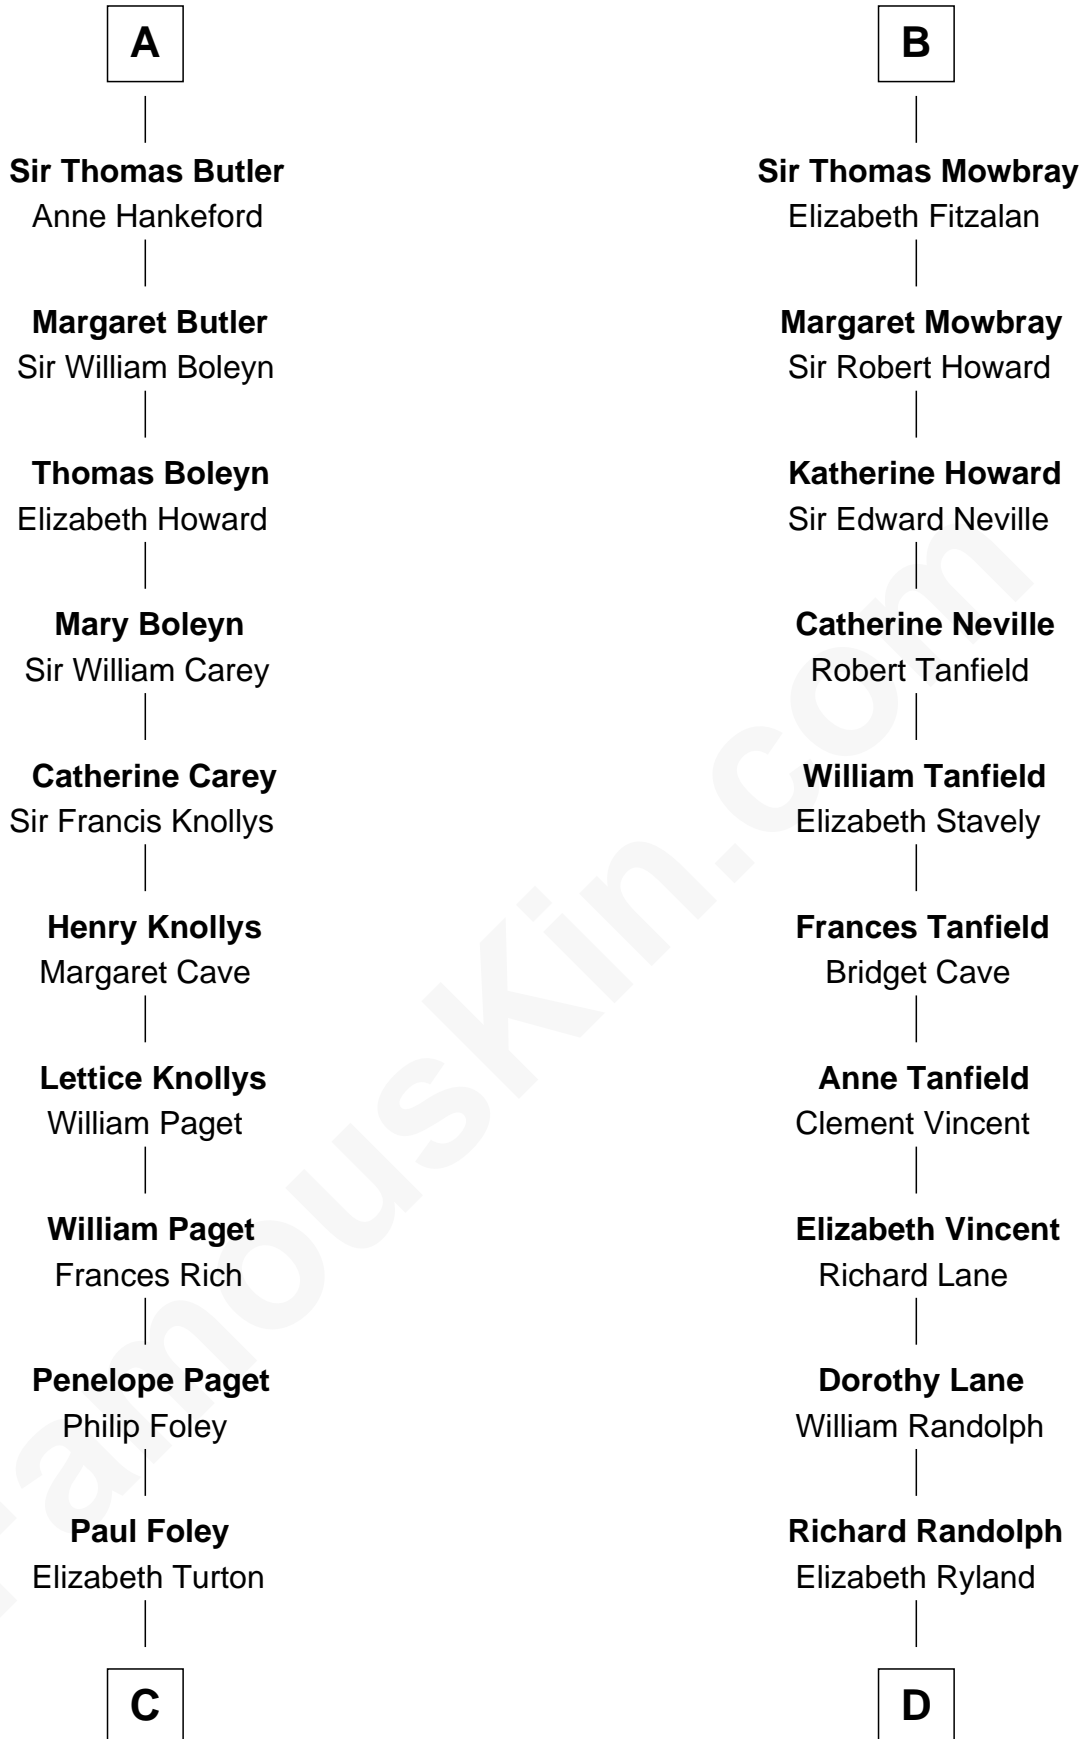 A
Sir Thomas Butler
Anne Hankeford
Margaret Butler
Sir William Boleyn
Thomas Boleyn
Elizabeth Howard
Mary Boleyn
Sir William Carey
Catherine Carey
Sir Francis Knollys
Henry Knollys
Margaret Cave
Lettice Knollys
William Paget
William Paget
Frances Rich
Penelope Paget
Philip Foley
Paul Foley
Elizabeth Turton
C
B
Sir Thomas Mowbray
Elizabeth Fitzalan
Margaret Mowbray
Sir Robert Howard
Katherine Howard
Sir Edward Neville
Catherine Neville
Robert Tanfield
William Tanfield
Elizabeth Stavely
Frances Tanfield
Bridget Cave
Anne Tanfield
Clement Vincent
Elizabeth Vincent
Richard Lane
Dorothy Lane
William Randolph
Richard Randolph
Elizabeth Ryland
D
FamousKin.com